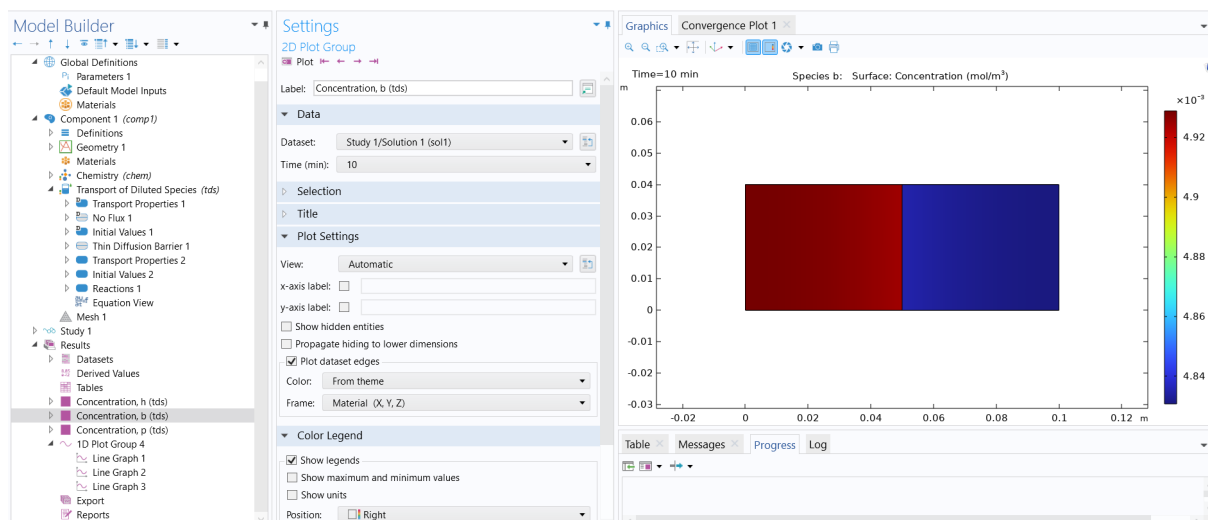 Model Builder
Global Definitions
Pi Parameters 1
Default Model Inputs
Materials
Component 1 (comp1)
Definitions
Geometry 1
Materials
Chemistry (chem)
Transport of Diluted Species (tds)
Transport Properties 1
No Flux 1
Initial Values 1
Thin Diffusion Barrier 1
Transport Properties 2
Initial Values 2
Reactions 1
Equation View
Mesh 1
Study 1
Results
Datasets
Derived Values
Tables
Concentration, h (tds)
Concentration, b (tds)
Concentration, p (tds)
1D Plot Group 4
Line Graph 1
Line Graph 2
Line Graph 3
Export
Reports
Settings
2D Plot Group
Plot
Label: Concentration, b (tds)
Data
Dataset: Study 1/Solution 1 (sol1)
Time (min): 10
Selection
Title
Plot Settings
View: Automatic
x-axis label:
y-axis label:
Show hidden entities
Propagate hiding to lower dimensions
Plot dataset edges
Color: From theme
Frame: Material (X, Y, Z)
Color Legend
Show legends
Show maximum and minimum values
Show units
Position: Right
Graphics Convergence Plot 1
Time=10 min Species b: Surface: Concentration (mol/m³)
m
0.06
0.05
0.04
0.03
0.02
0.01
0
-0.01
-0.02
-0.03
-0.02 0 0.02 0.04 0.06 0.08 0.1 0.12 m
×10⁻³
4.92
4.9
4.88
4.86
4.84
Table Messages Progress Log